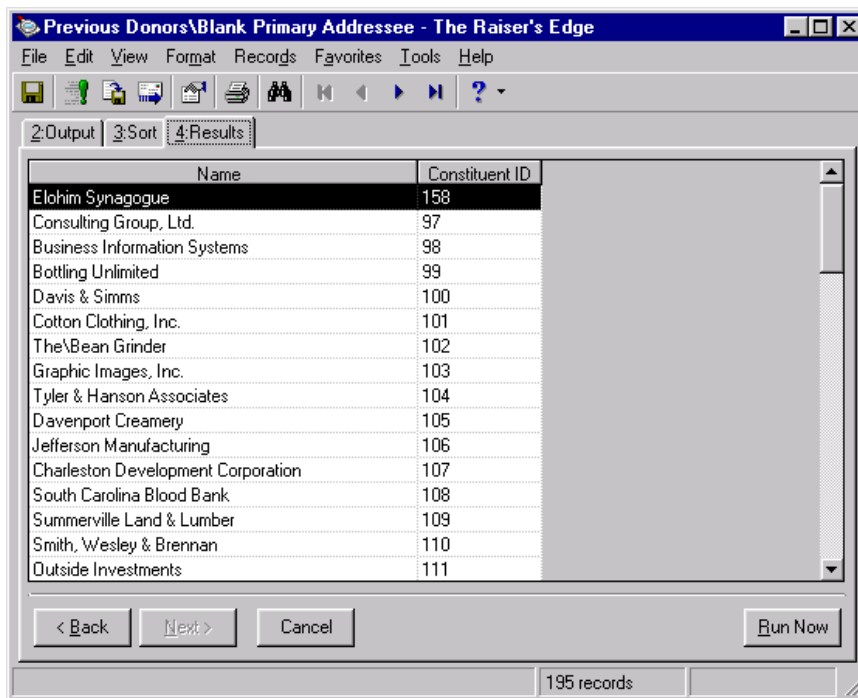 Previous Donors\Blank Primary Addressee - The Raiser's Edge
File Edit View Format Records Favorites Tools Help
2:Output 3:Sort 4:Results
Name Constituent ID
Elohim Synagogue 158
Consulting Group, Ltd. 97
Business Information Systems 98
Bottling Unlimited 99
Davis & Simms 100
Cotton Clothing, Inc. 101
The\Bean Grinder 102
Graphic Images, Inc. 103
Tyler & Hanson Associates 104
Davenport Creamery 105
Jefferson Manufacturing 106
Charleston Development Corporation 107
South Carolina Blood Bank 108
Summerville Land & Lumber 109
Smith, Wesley & Brennan 110
Outside Investments 111
< Back Next > Cancel Run Now
195 records